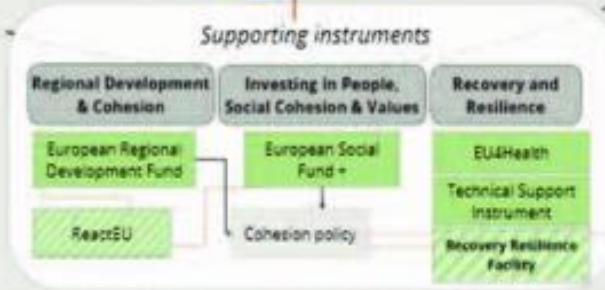 Supporting instruments
Regional Development
& Cohesion
Investing in People,
Social Cohesion & Values
Recovery and
Resilience
European Regional
Development Fund
European Social
Fund +
EU4Health
Technical Support
Instrument
ReactEU
Cohesion policy
Recovery Resilience
Facility